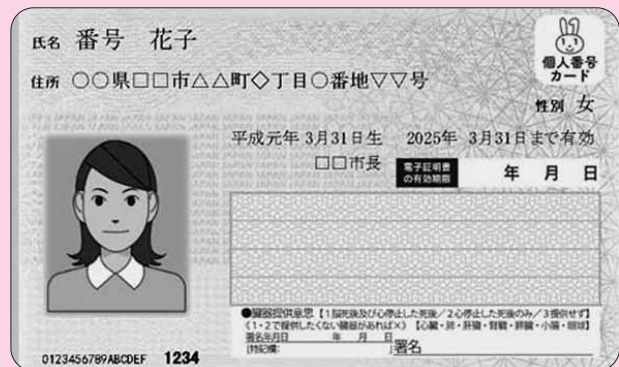 氏名 番号 花子
個人番号
カード
住所 ○○県□□市△△町◇丁目○番地▽▽号
性別 女
平成元年 3月31日生 2025年 3月31日まで有効
□□市長
電子証明書
の有効期限
年 月 日
●臓器提供意思【1脳死後及び心停止した死後/2心停止した死後のみ/3提供せず】
《1・2で提供したくない臓器があれば×》【心臓・肺・肝臓・腎臓・膵臓・小腸・眼球】
署名年月日 年 月 日
[特記欄: ]署名
0123456789ABCDEF 1234